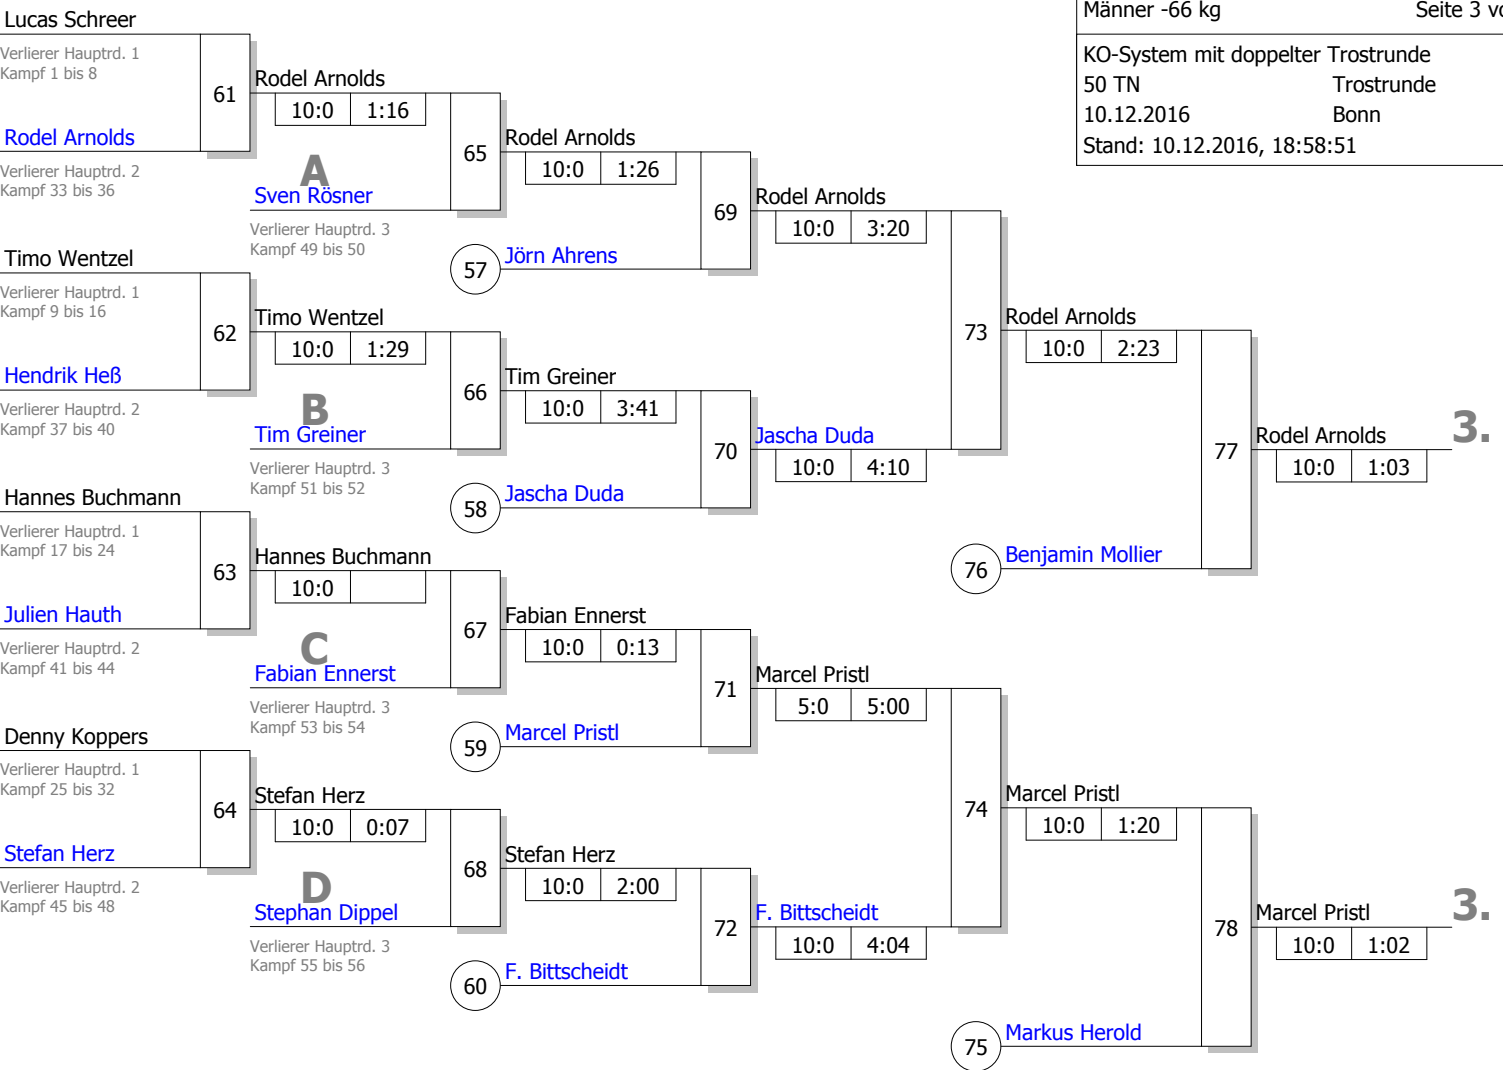 Männer -66 kg Seite 3 vo
KO-System mit doppelter Trostrunde
50 TN Trostrunde
10.12.2016 Bonn
Stand: 10.12.2016, 18:58:51
Lucas Schreer
Verlierer Hauptrd. 1
Kampf 1 bis 8
61
Rodel Arnolds
Verlierer Hauptrd. 2
Kampf 33 bis 36
Rodel Arnolds
10:0 1:16
A
65
Sven Rösner
Verlierer Hauptrd. 3
Kampf 49 bis 50
Rodel Arnolds
10:0 1:26
69
57 Jörn Ahrens
Rodel Arnolds
10:0 3:20
Timo Wentzel
Verlierer Hauptrd. 1
Kampf 9 bis 16
62
Hendrik Heß
Verlierer Hauptrd. 2
Kampf 37 bis 40
Timo Wentzel
10:0 1:29
B
66
Tim Greiner
Verlierer Hauptrd. 3
Kampf 51 bis 52
Tim Greiner
10:0 3:41
70
58 Jascha Duda
Jascha Duda
10:0 4:10
73
Rodel Arnolds
10:0 2:23
77
76 Benjamin Mollier
Rodel Arnolds 3.
10:0 1:03
Hannes Buchmann
Verlierer Hauptrd. 1
Kampf 17 bis 24
63
Julien Hauth
Verlierer Hauptrd. 2
Kampf 41 bis 44
Hannes Buchmann
10:0
C
67
Fabian Ennerst
Verlierer Hauptrd. 3
Kampf 53 bis 54
Fabian Ennerst
10:0 0:13
71
59 Marcel Pristl
Marcel Pristl
5:0 5:00
Denny Koppers
Verlierer Hauptrd. 1
Kampf 25 bis 32
64
Stefan Herz
Verlierer Hauptrd. 2
Kampf 45 bis 48
Stefan Herz
10:0 0:07
D
68
Stephan Dippel
Verlierer Hauptrd. 3
Kampf 55 bis 56
Stefan Herz
10:0 2:00
72
60 F. Bittscheidt
F. Bittscheidt
10:0 4:04
74
Marcel Pristl
10:0 1:20
78
75 Markus Herold
Marcel Pristl 3.
10:0 1:02